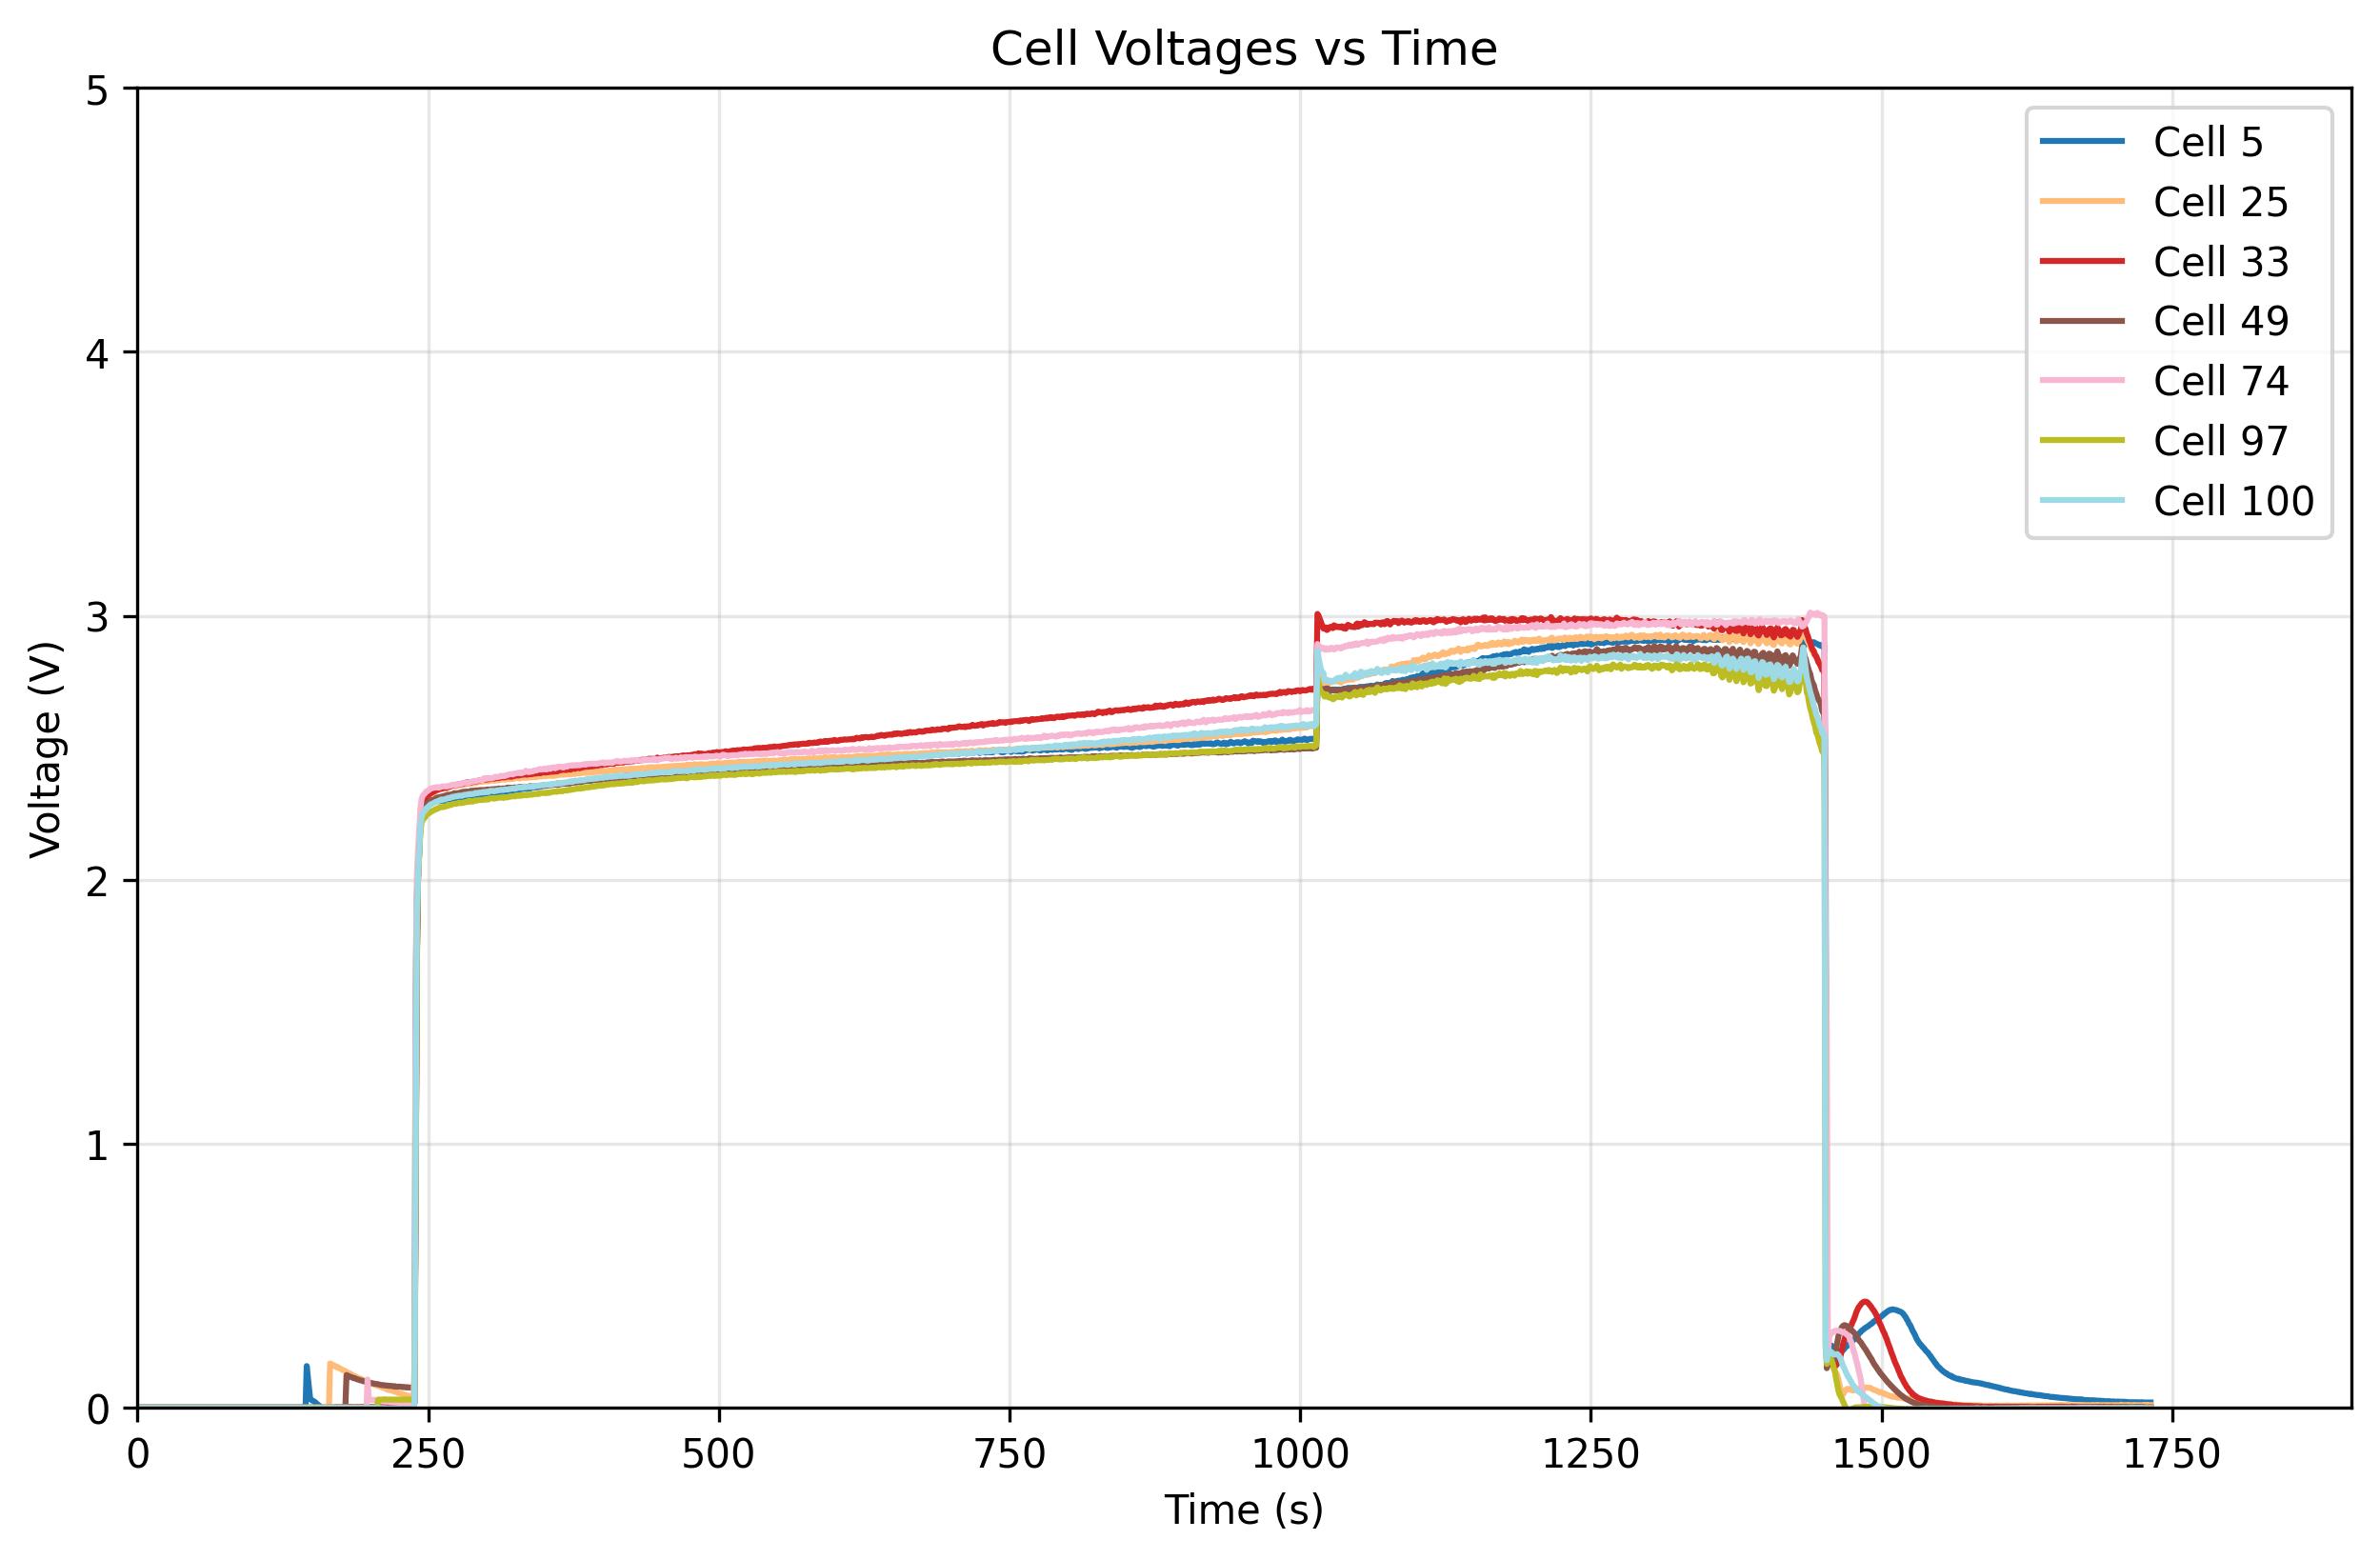 Cell Voltages vs Time
5
4
3
2
1
0
Voltage (V)
Cell 5
Cell 25
Cell 33
Cell 49
Cell 74
Cell 97
Cell 100
0 250 500 750 1000 1250 1500 1750
Time (s)